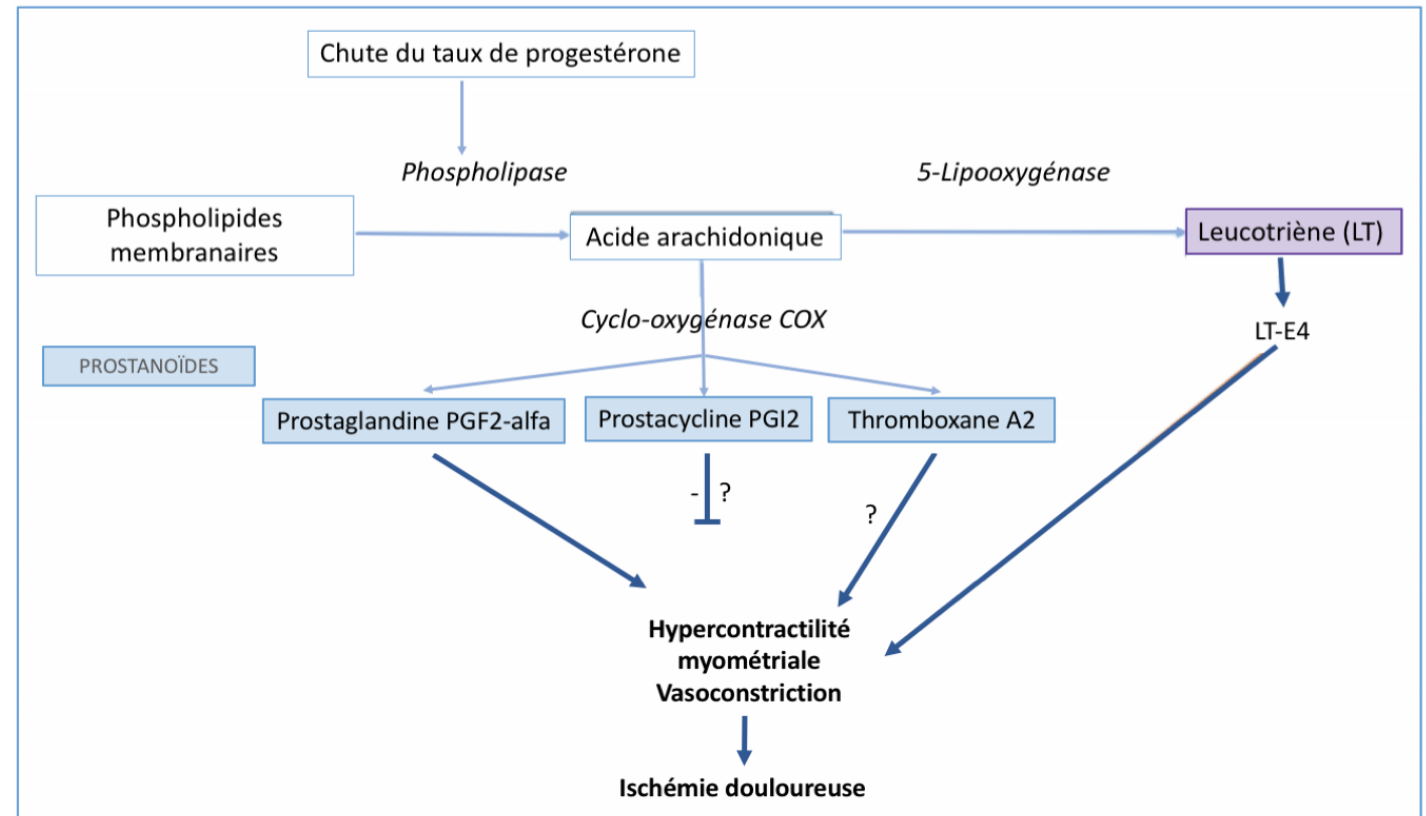 Chute du taux de progestérone
Phospholipase
5-Lipooxygénase
Phospholipides
membranaires
Acide arachidonique
Leucotriène (LT)
Cyclo-oxygénase COX
LT-E4
PROSTANOÏDES
Prostaglandine PGF2-alfa
Prostacycline PGI2
Thromboxane A2
- ?
?
Hypercontractilité
myométriale
Vasoconstriction
Ischémie douloureuse